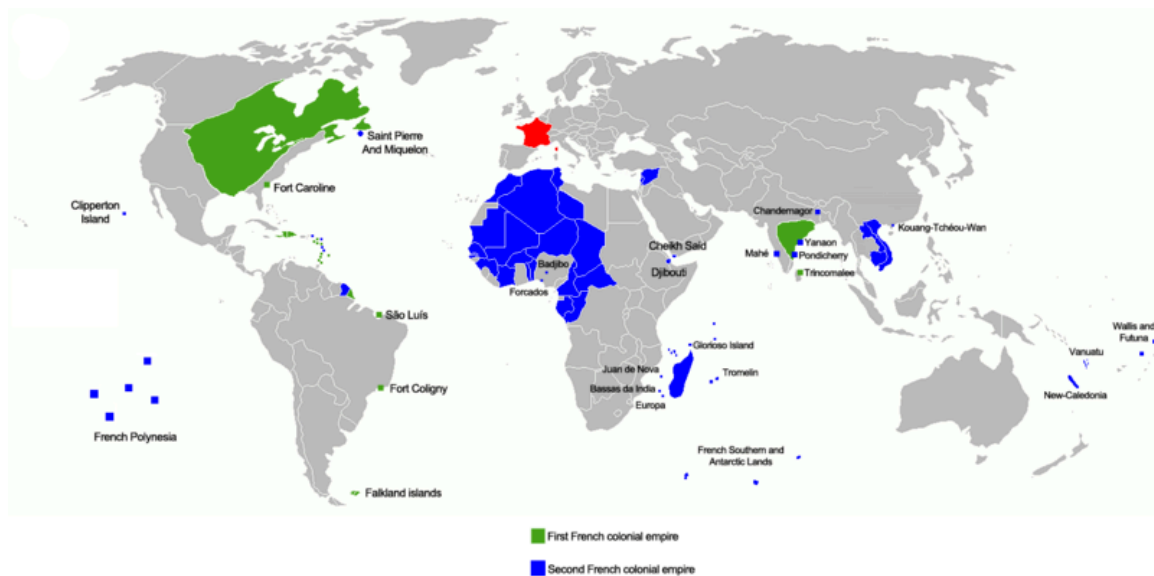 Saint Pierre
And Miquelon
Fort Caroline
Clipperton
Island
Chandernagor
Kouang-Tchéou-Wan
Yanaon
Mahé
Pondicherry
Trincomalee
Cheikh Saïd
Djibouti
Badjibo
Forcados
São Luís
Glorioso Island
Wallis and
Futuna
Vanuatu
Juan de Nova
Tromelin
Bassas da India
Europa
New-Caledonia
Fort Coligny
French Polynesia
French Southern and
Antarctic Lands
Falkland islands
First French colonial empire
Second French colonial empire